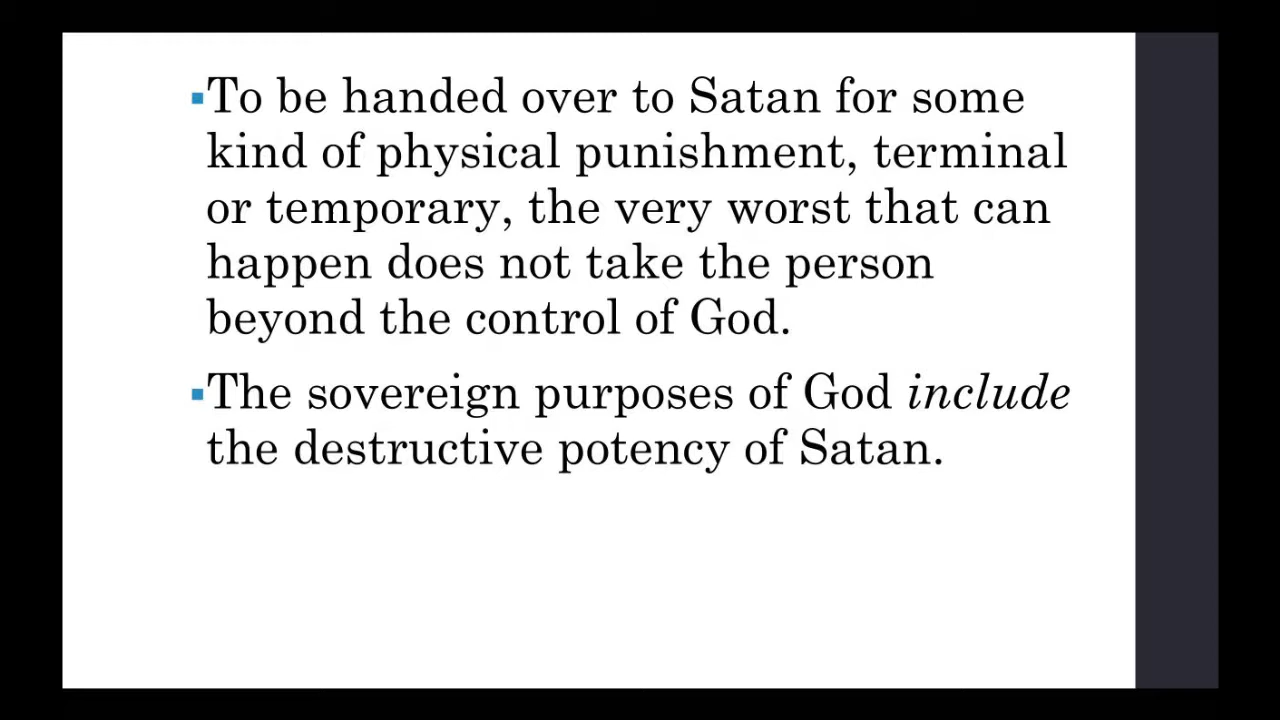 ▪To be handed over to Satan for some
kind of physical punishment, terminal
or temporary, the very worst that can
happen does not take the person
beyond the control of God.
▪The sovereign purposes of God include
the destructive potency of Satan.